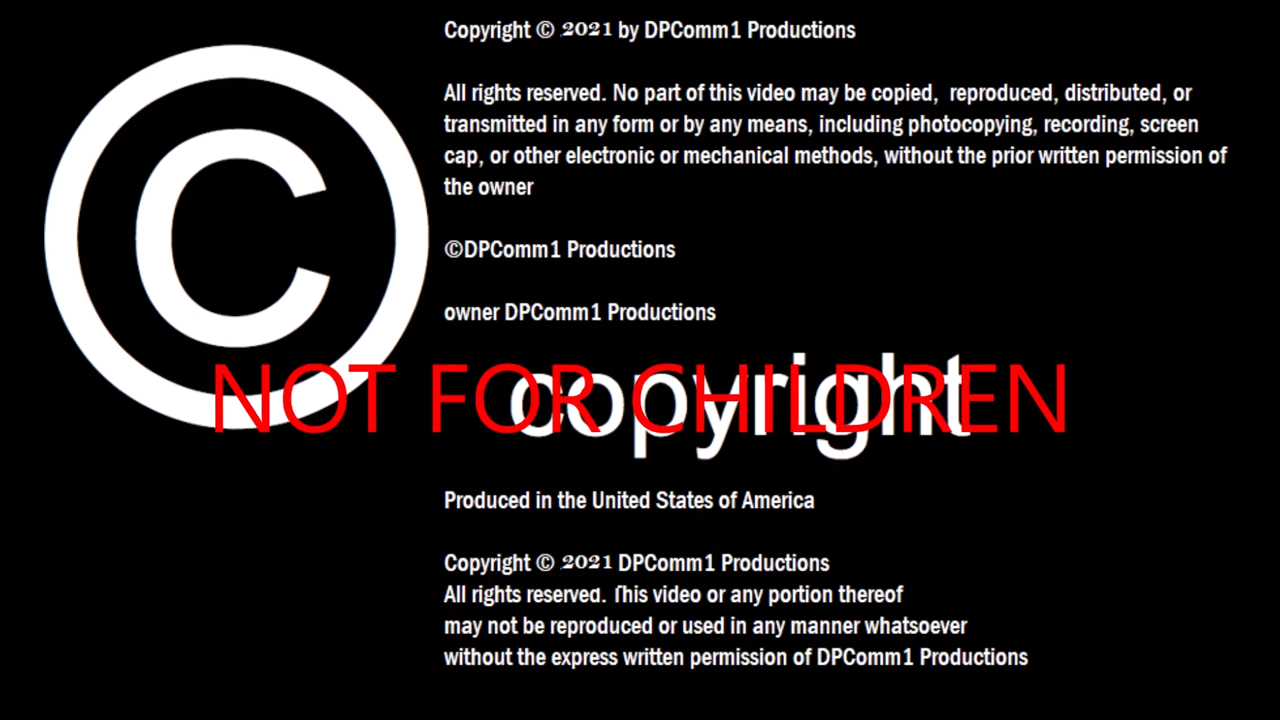 Copyright © 2021 by DPComm1 Productions
All rights reserved. No part of this video may be copied,  reproduced, distributed, or
transmitted in any form or by any means, including photocopying, recording, screen
cap, or other electronic or mechanical methods, without the prior written permission of
the owner
©DPComm1 Productions
owner DPComm1 Productions
©
NOT FOR CHILDREN
copyright
Produced in the United States of America
Copyright © 2021 DPComm1 Productions
All rights reserved. This video or any portion thereof
may not be reproduced or used in any manner whatsoever
without the express written permission of DPComm1 Productions